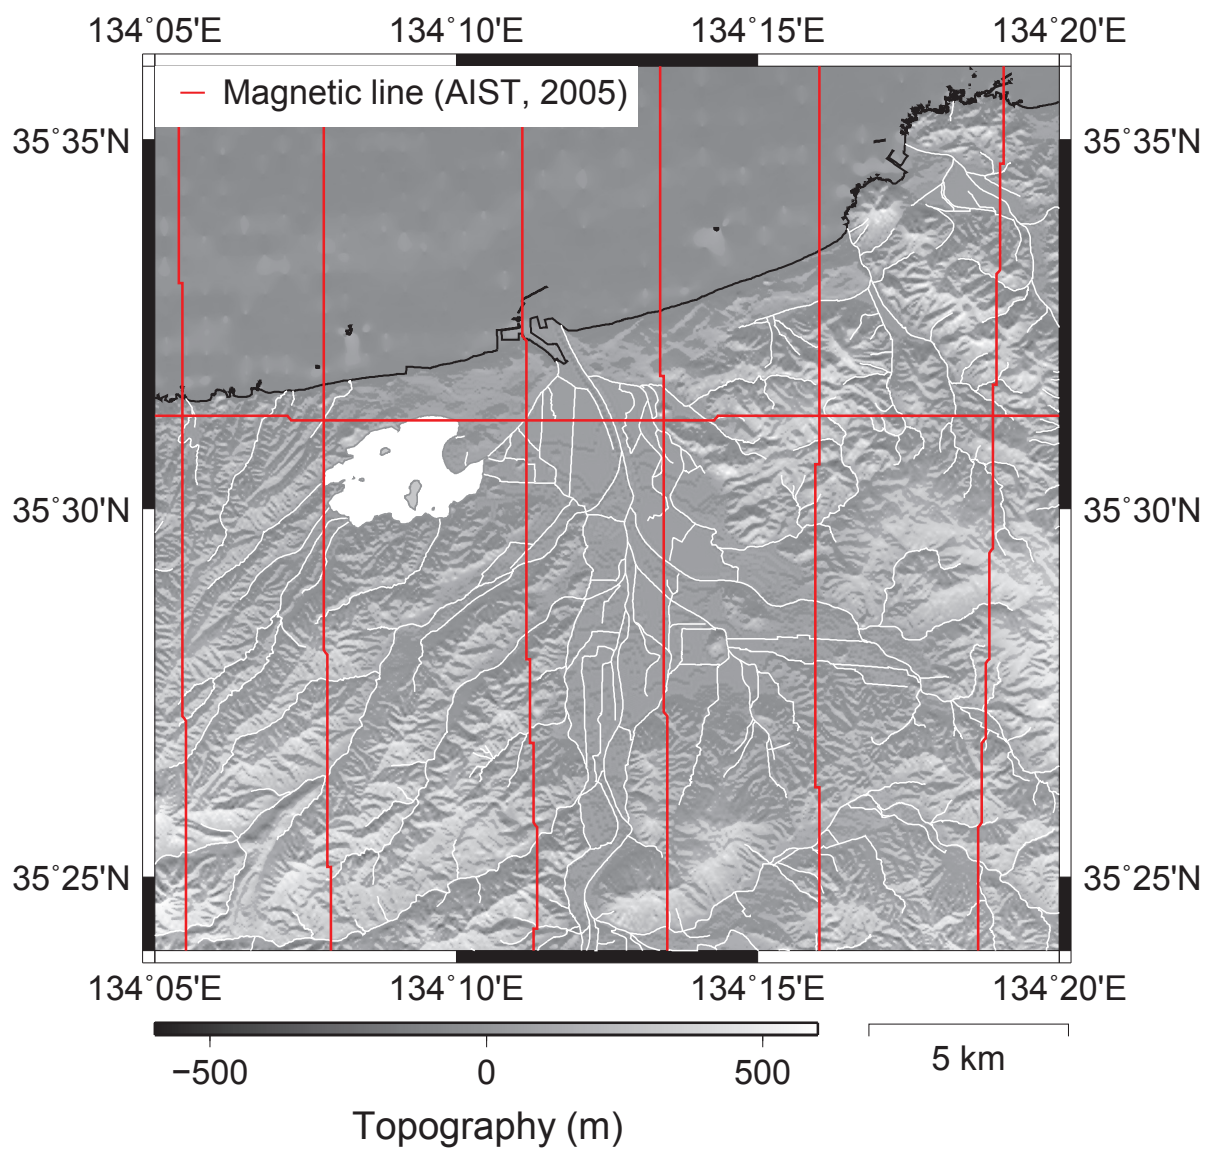 134˚05'E 134˚10'E 134˚15'E 134˚20'E
Magnetic line (AIST, 2005)
35˚35'N 35˚35'N
35˚30'N 35˚30'N
35˚25'N 35˚25'N
134˚05'E 134˚10'E 134˚15'E 134˚20'E
−500 0 500
5 km
Topography (m)